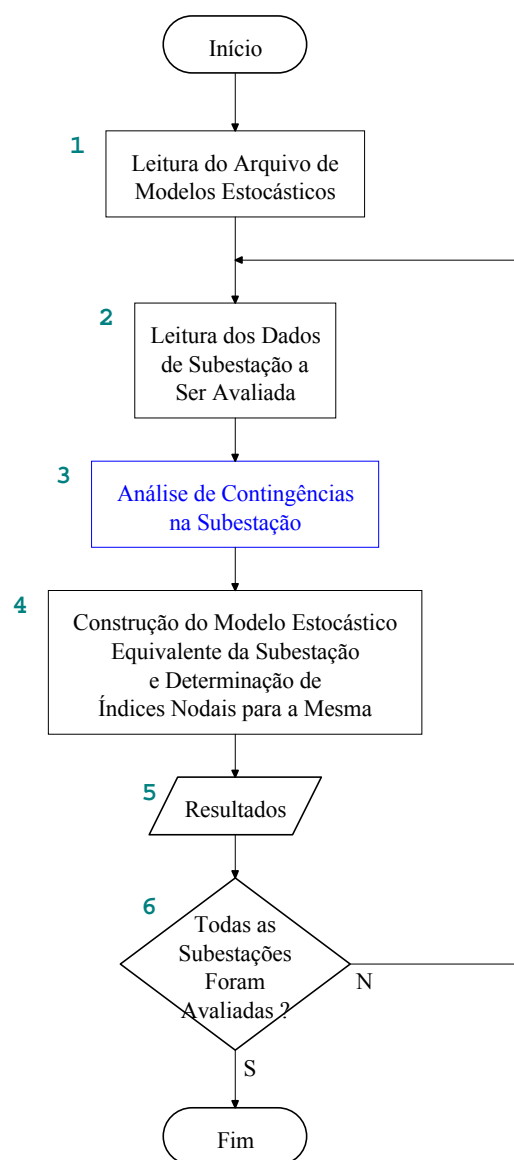 Início
1
Leitura do Arquivo de
Modelos Estocásticos
2
Leitura dos Dados
de Subestação a
Ser Avaliada
3
Análise de Contingências
na Subestação
4
Construção do Modelo Estocástico
Equivalente da Subestação
e Determinação de
Índices Nodais para a Mesma
5
Resultados
6
Todas as
Subestações
Foram
Avaliadas ?
N
S
Fim